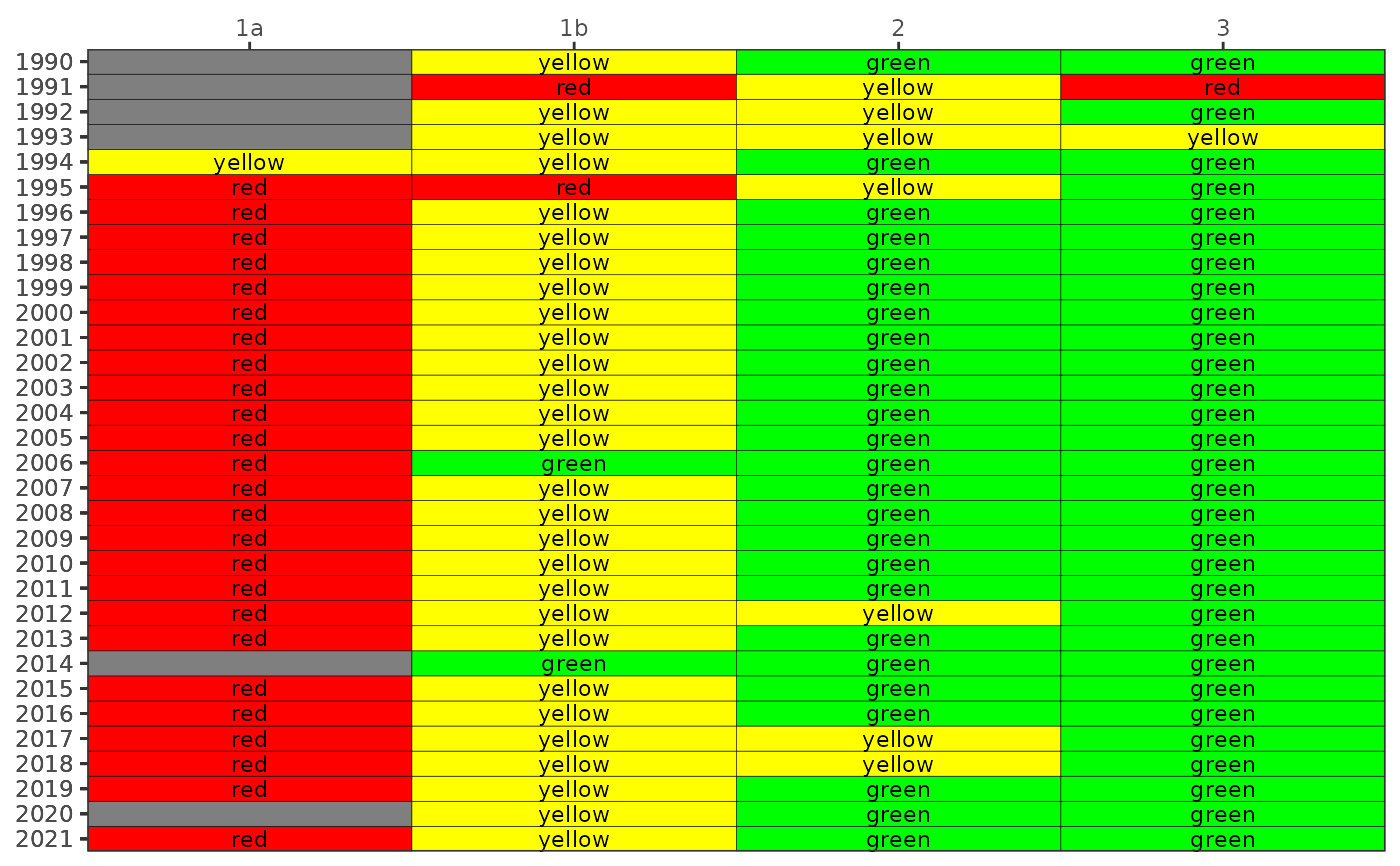 1a 1b 2 3
1990 yellow green green
1991 red yellow red
1992 yellow yellow green
1993 yellow yellow yellow
1994 yellow yellow green green
1995 red red yellow green
1996 red yellow green green
1997 red yellow green green
1998 red yellow green green
1999 red yellow green green
2000 red yellow green green
2001 red yellow green green
2002 red yellow green green
2003 red yellow green green
2004 red yellow green green
2005 red yellow green green
2006 red green green green
2007 red yellow green green
2008 red yellow green green
2009 red yellow green green
2010 red yellow green green
2011 red yellow green green
2012 red yellow yellow green
2013 red yellow green green
2014 green green green
2015 red yellow green green
2016 red yellow green green
2017 red yellow yellow green
2018 red yellow yellow green
2019 red yellow green green
2020 yellow green green
2021 red yellow green green